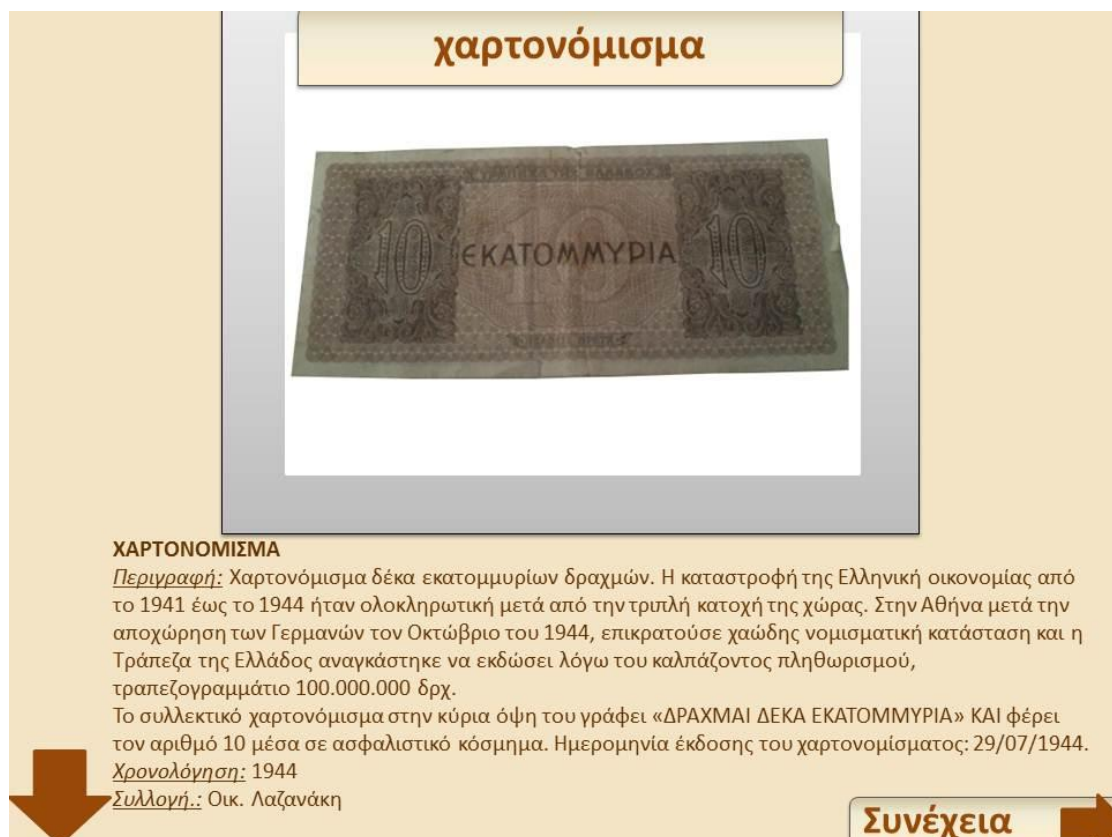 χαρτονόμισμα
10 ΕΚΑΤΟΜΜΥΡΙΑ 10
10
ΧΑΡΤΟΝΟΜΙΣΜΑ
Περιγραφή: Χαρτονόμισμα δέκα εκατομμυρίων δραχμών. Η καταστροφή της Ελληνική οικονομίας από
το 1941 έως το 1944 ήταν ολοκληρωτική μετά από την τριπλή κατοχή της χώρας. Στην Αθήνα μετά την
αποχώρηση των Γερμανών τον Οκτώβριο του 1944, επικρατούσε χαώδης νομισματική κατάσταση και η
Τράπεζα της Ελλάδος αναγκάστηκε να εκδώσει λόγω του καλπάζοντος πληθωρισμού,
τραπεζογραμμάτιο 100.000.000 δρχ.
Το συλλεκτικό χαρτονόμισμα στην κύρια όψη του γράφει «ΔΡΑΧΜΑΙ ΔΕΚΑ ΕΚΑΤΟΜΜΥΡΙΑ» ΚΑΙ φέρει
τον αριθμό 10 μέσα σε ασφαλιστικό κόσμημα. Ημερομηνία έκδοσης του χαρτονομίσματος: 29/07/1944.
Χρονολόγηση: 1944
Συλλογή.: Οικ. Λαζανάκη
Συνέχεια